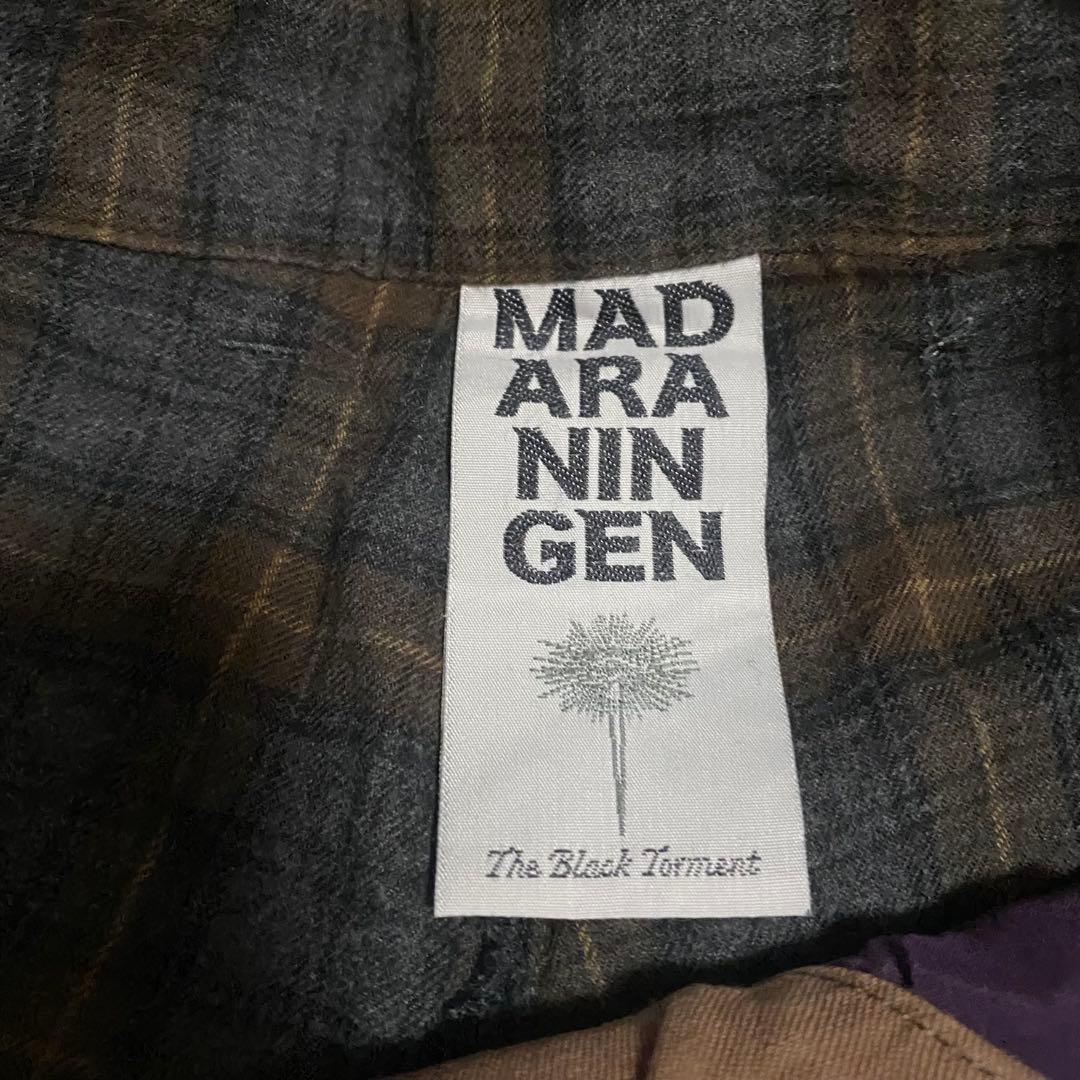 MAD
ARA
NIN
GEN
The Black Torment